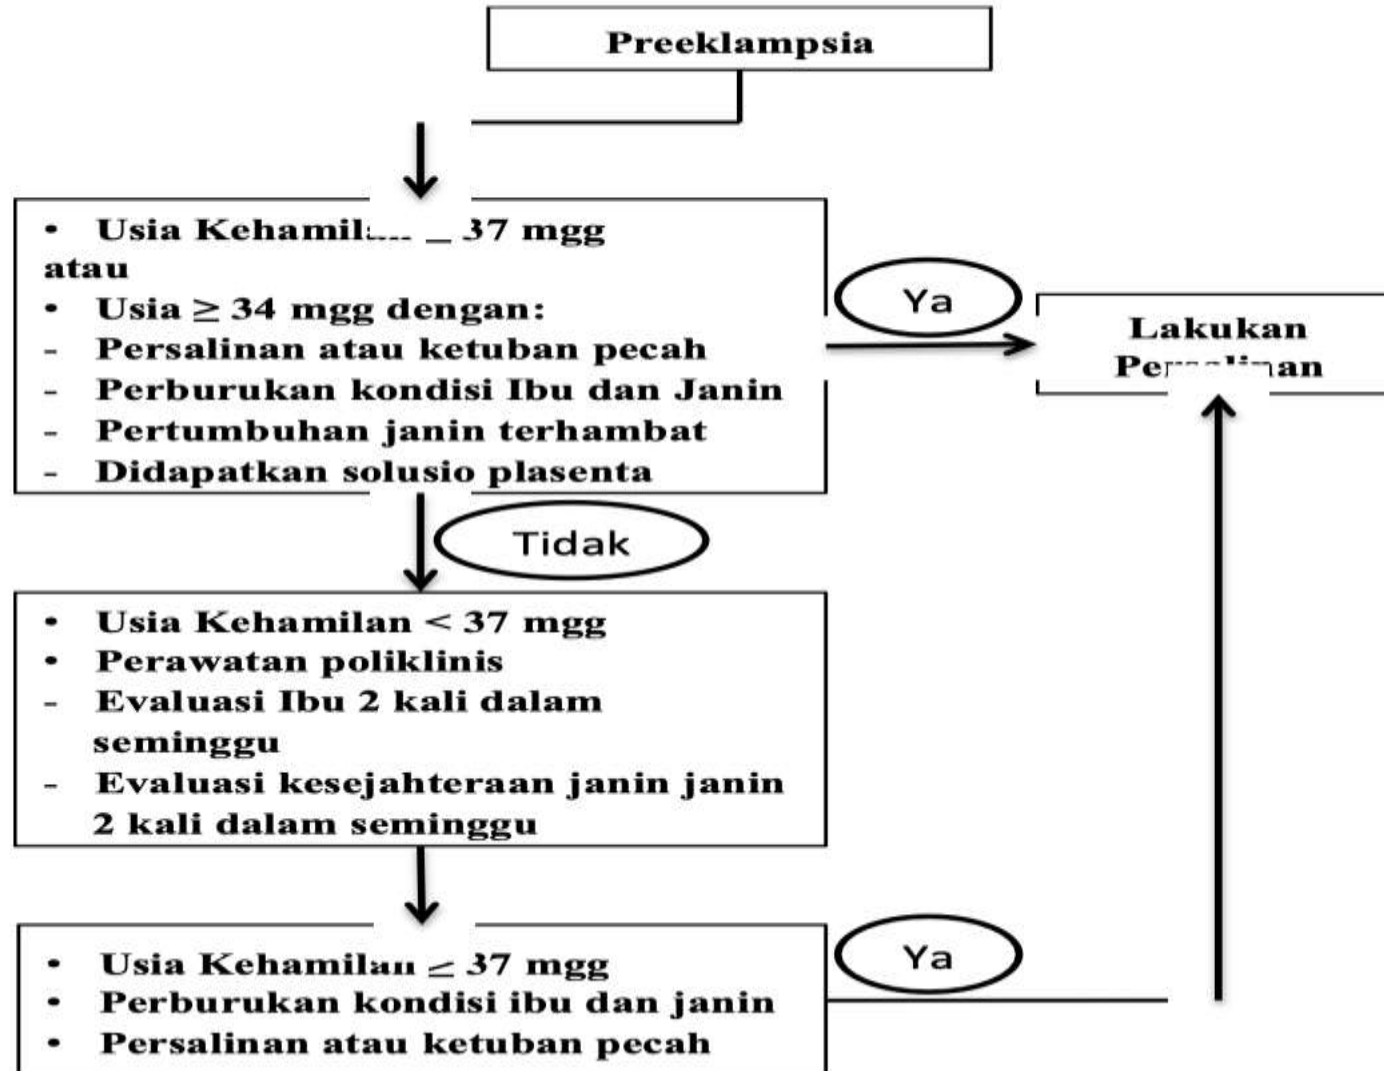 Preeklampsia
• Usia 37 mgg
atau
• Usia ≥ 34 mgg dengan:
- Persalinan atau ketuban pecah
- Perburukan kondisi Ibu dan Janin
- Pertumbuhan janin terhambat
- Didapatkan solusio plasenta
Ya
Lakukan
Persalinan
Tidak
• Usia Kehamilan < 37 mgg
• Perawatan poliklinis
- Evaluasi Ibu 2 kali dalam
seminggu
- Evaluasi kesejahteraan janin janin
2 kali dalam seminggu
• Usia Kehamilan ≤ 37 mgg
• Perburukan kondisi ibu dan janin
• Persalinan atau ketuban pecah
Ya